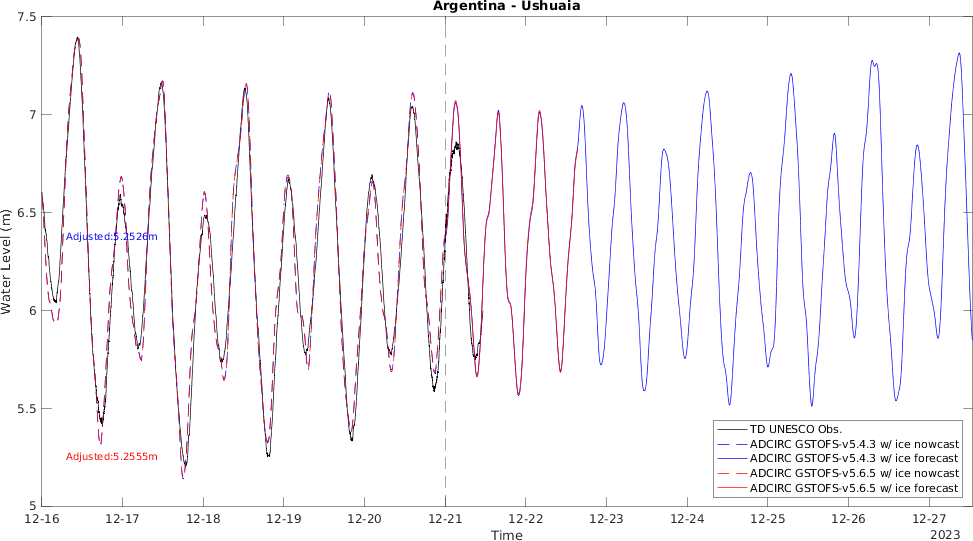 Argentina - Ushuaia
7.5
7
6.5
6
5.5
5
Water Level (m)
Adjusted:5.2526m
Adjusted:5.2555m
TD UNESCO Obs.
ADCIRC GSTOFS-v5.4.3 w/ ice nowcast
ADCIRC GSTOFS-v5.4.3 w/ ice forecast
ADCIRC GSTOFS-v5.6.5 w/ ice nowcast
ADCIRC GSTOFS-v5.6.5 w/ ice forecast
12-16 12-17 12-18 12-19 12-20 12-21 12-22 12-23 12-24 12-25 12-26 12-27
Time
2023